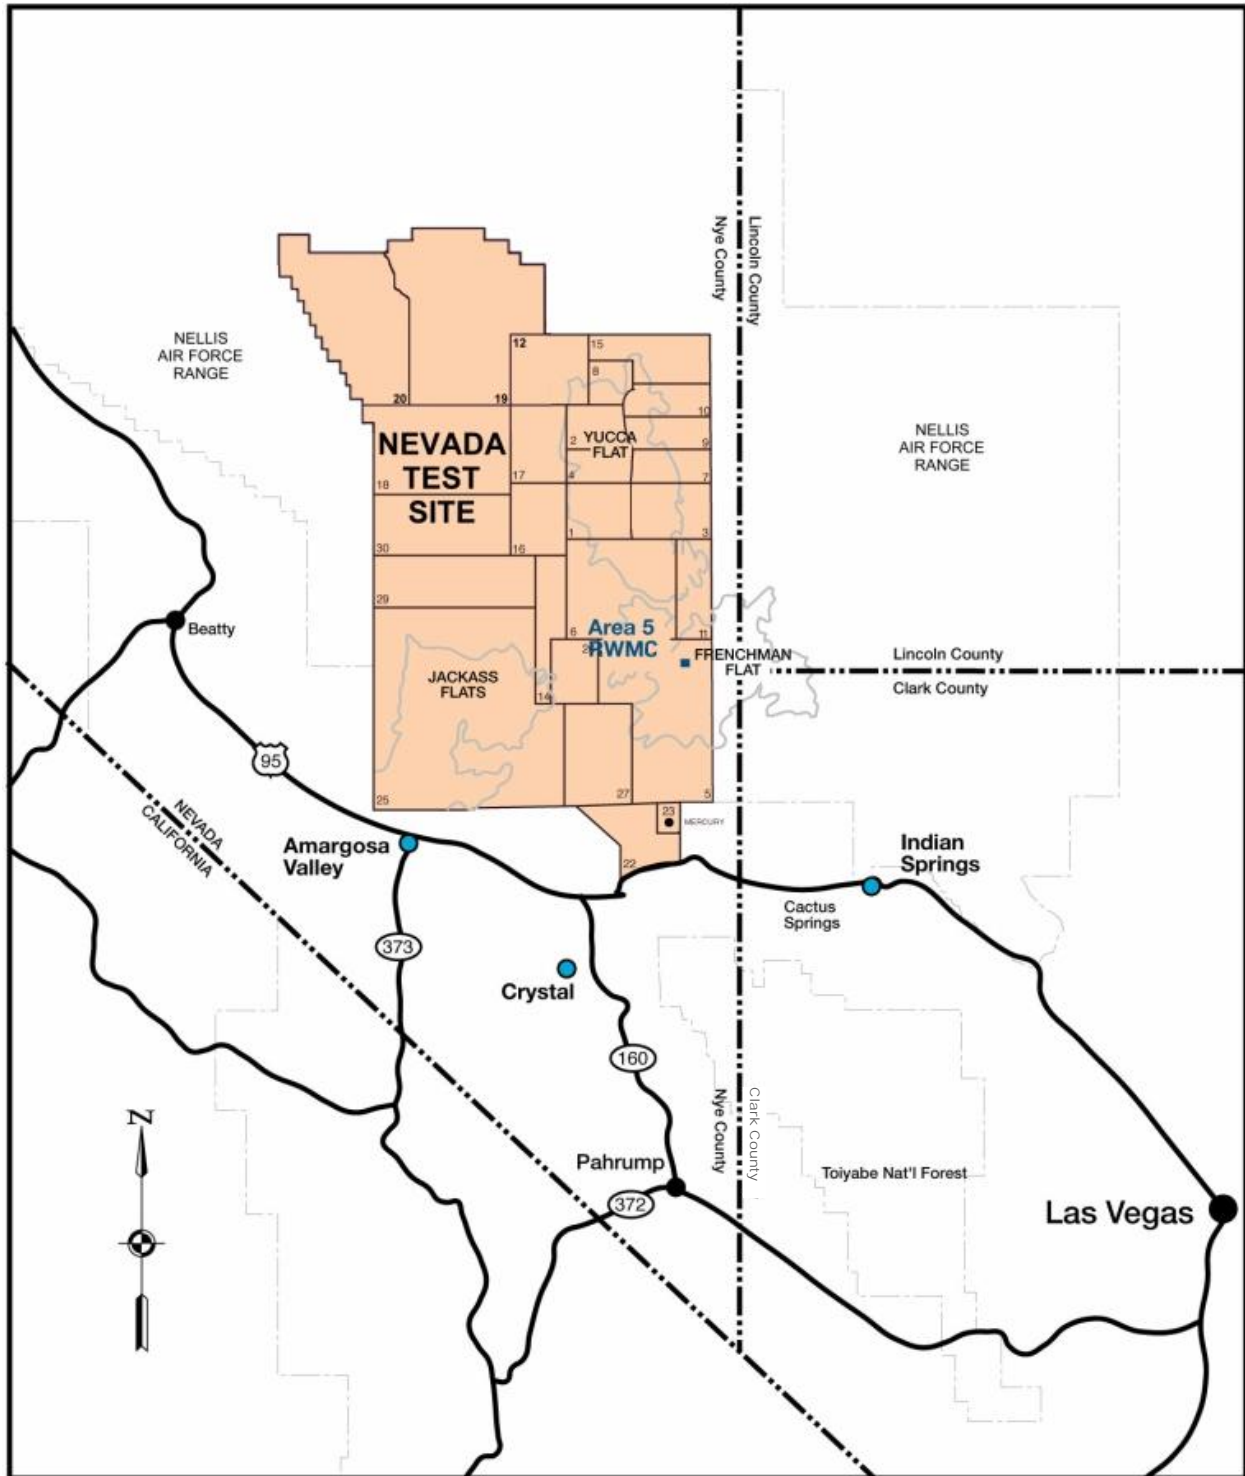 Nye County
Lincoln County
NELLIS
AIR FORCE
RANGE
12
15
8
20
19
10
NELLIS
AIR FORCE
RANGE
NEVADA
TEST
SITE
2
YUCCA
FLAT
9
18
17
4
7
30
16
1
3
29
Beatty
Area 5
RWMC
6
11
FRENCHMAN
FLAT
Lincoln County
Clark County
JACKASS
FLATS
14
95
25
27
5
NEVADA
CALIFORNIA
23
MERCURY
Amargosa
Valley
22
Indian
Springs
Cactus
Springs
373
Crystal
160
Nye County
Clark County
N
Pahrump
372
Toiyabe Nat'l Forest
Las Vegas